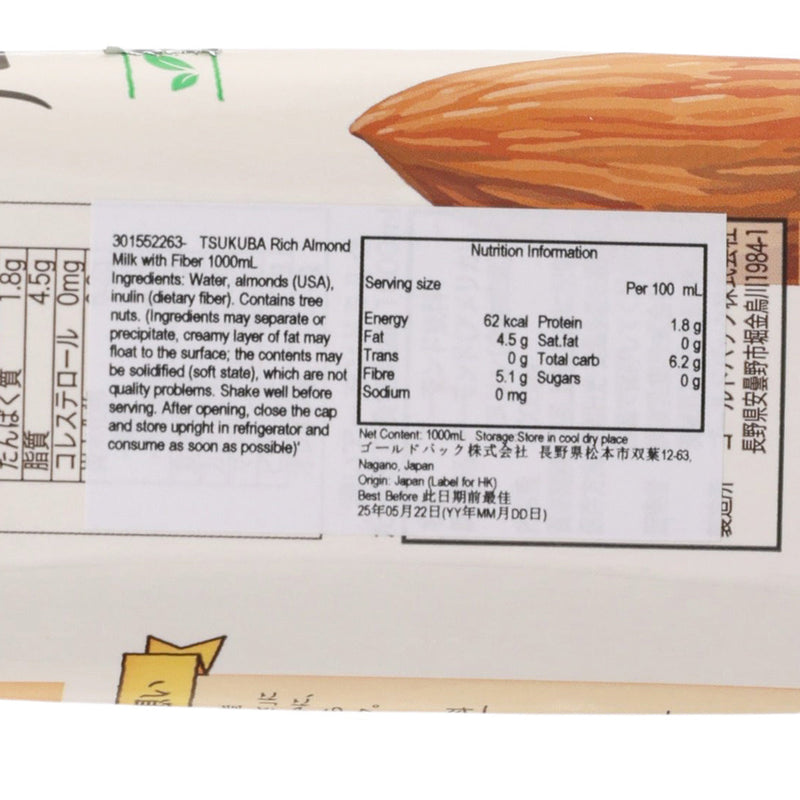 301552263- TSUKUBA Rich Almond
Milk with Fiber 1000mL
Ingredients: Water, almonds (USA),
inulin (dietary fiber). Contains tree
nuts. (Ingredients may separate or
precipitate, creamy layer of fat may
float to the surface; the contents may
be solidified (soft state), which are not
quality problems. Shake well before
serving. After opening, close the cap
and store upright in refrigerator and
consume as soon as possible)'
Nutrition Information
Serving size Per 100 mL
Energy 62 kcal Protein 1.8 g
Fat 4.5 g Sat.fat 0 g
Trans 0 g Total carb 6.2 g
Fibre 5.1 g Sugars 0 g
Sodium 0 mg
Net Content: 1000mL Storage:Store in cool dry place
ゴールドパック株式会社 長野県松本市双葉12-63,
Nagano, Japan
Origin: Japan (Label for HK)
Best Before 此日期前最佳
25年05月22日(YY年MM月DD日)
たんぱく質 1.8g
脂質 4.5g
コレステロール 0mg
製造所
長野県安曇野市堀金烏川1984-1